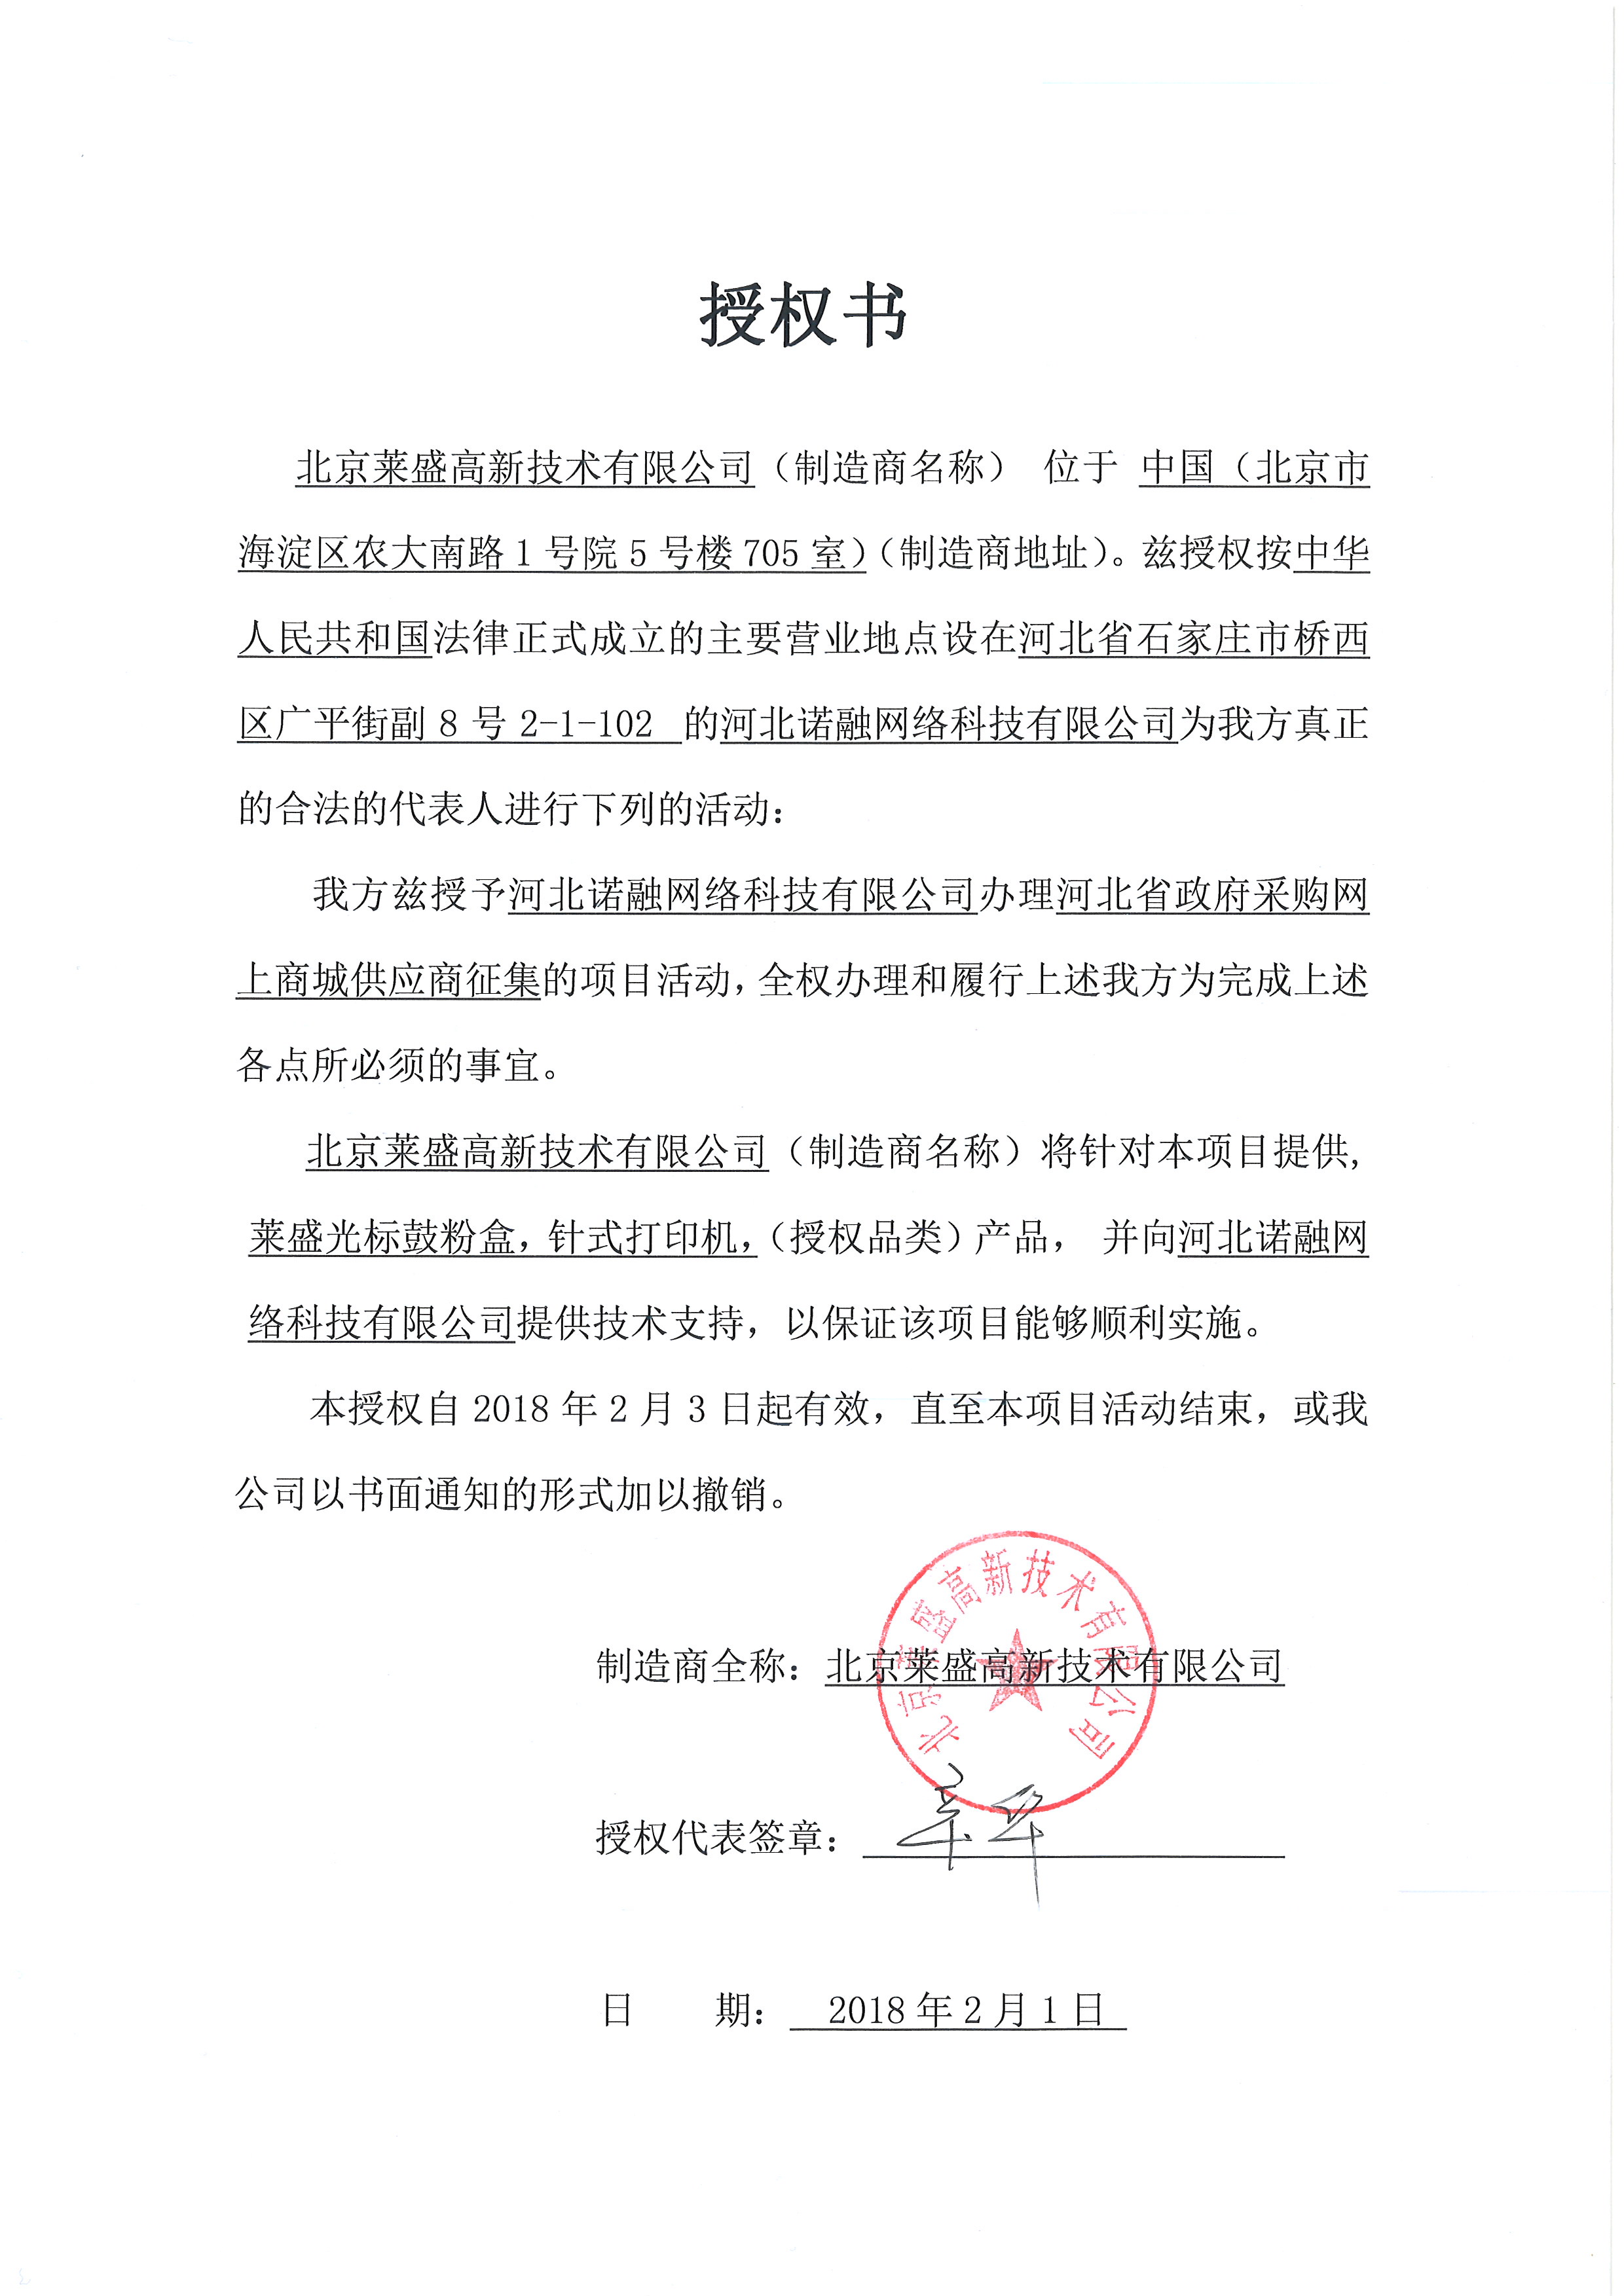 授权书
北京莱盛高新技术有限公司（制造商名称） 位于 中国（北京市
海淀区农大南路1号院5号楼705室）（制造商地址）。兹授权按中华
人民共和国法律正式成立的主要营业地点设在河北省石家庄市桥西
区广平街副8号2-1-102 的河北诺融网络科技有限公司为我方真正
的合法的代表人进行下列的活动：
我方兹授予河北诺融网络科技有限公司办理河北省政府采购网
上商城供应商征集的项目活动，全权办理和履行上述我方为完成上述
各点所必须的事宜。
北京莱盛高新技术有限公司（制造商名称）将针对本项目提供，
莱盛光标鼓粉盒，针式打印机，（授权品类）产品， 并向河北诺融网
络科技有限公司提供技术支持，以保证该项目能够顺利实施。
本授权自2018年2月3日起有效，直至本项目活动结束，或我
公司以书面通知的形式加以撤销。
北京莱盛高新技术有限公司
制造商全称：北京莱盛高新技术有限公司
授权代表签章：
日 期： 2018年2月1日